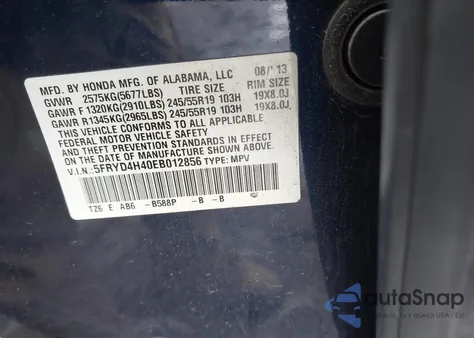 MFD. BY HONDA MFG. OF ALABAMA, LLC 08/'13
GVWR 2575KG(5677LBS) TIRE SIZE RIM SIZE
GAWR F 1320KG(2910LBS) 245/55R19 103H 19X8.0J
GAWR R 1345KG(2965LBS) 245/55R19 103H 19X8.0J
THIS VEHICLE CONFORMS TO ALL APPLICABLE
FEDERAL MOTOR VEHICLE SAFETY AND
THEFT PREVENTION STANDARDS IN EFFECT ON
THE DATE OF MANUFACTURE SHOWN ABOVE.
V.I.N.: 5FRYD4H40EB012856 TYPE: MPV
TZ6 E AB6 -B588P -B -B
autoSnap